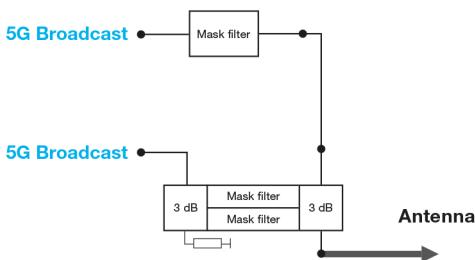 5G Broadcast
Mask filter
5G Broadcast
3 dB
Mask filter
Mask filter
3 dB
Antenna